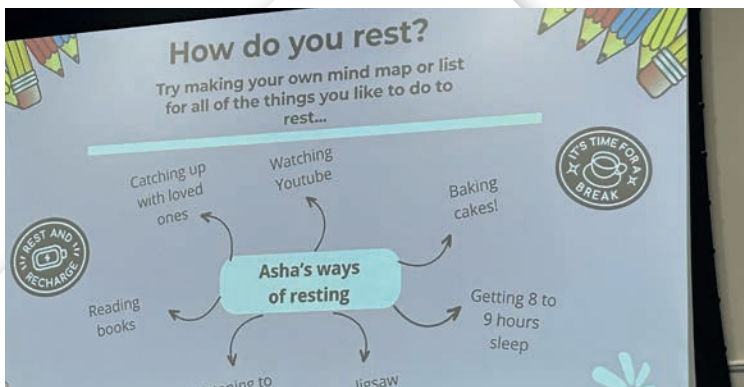 How do you rest?
Try making your own mind map or list
for all of the things you like to do to
rest...
Catching up
with loved
ones
Watching
Youtube
Baking
cakes!
IT'S TIME FOR A
BREAK
REST AND
RECHARGE
Asha's ways
of resting
Reading
books
Getting 8 to
9 hours
sleep
to
Jigsaw